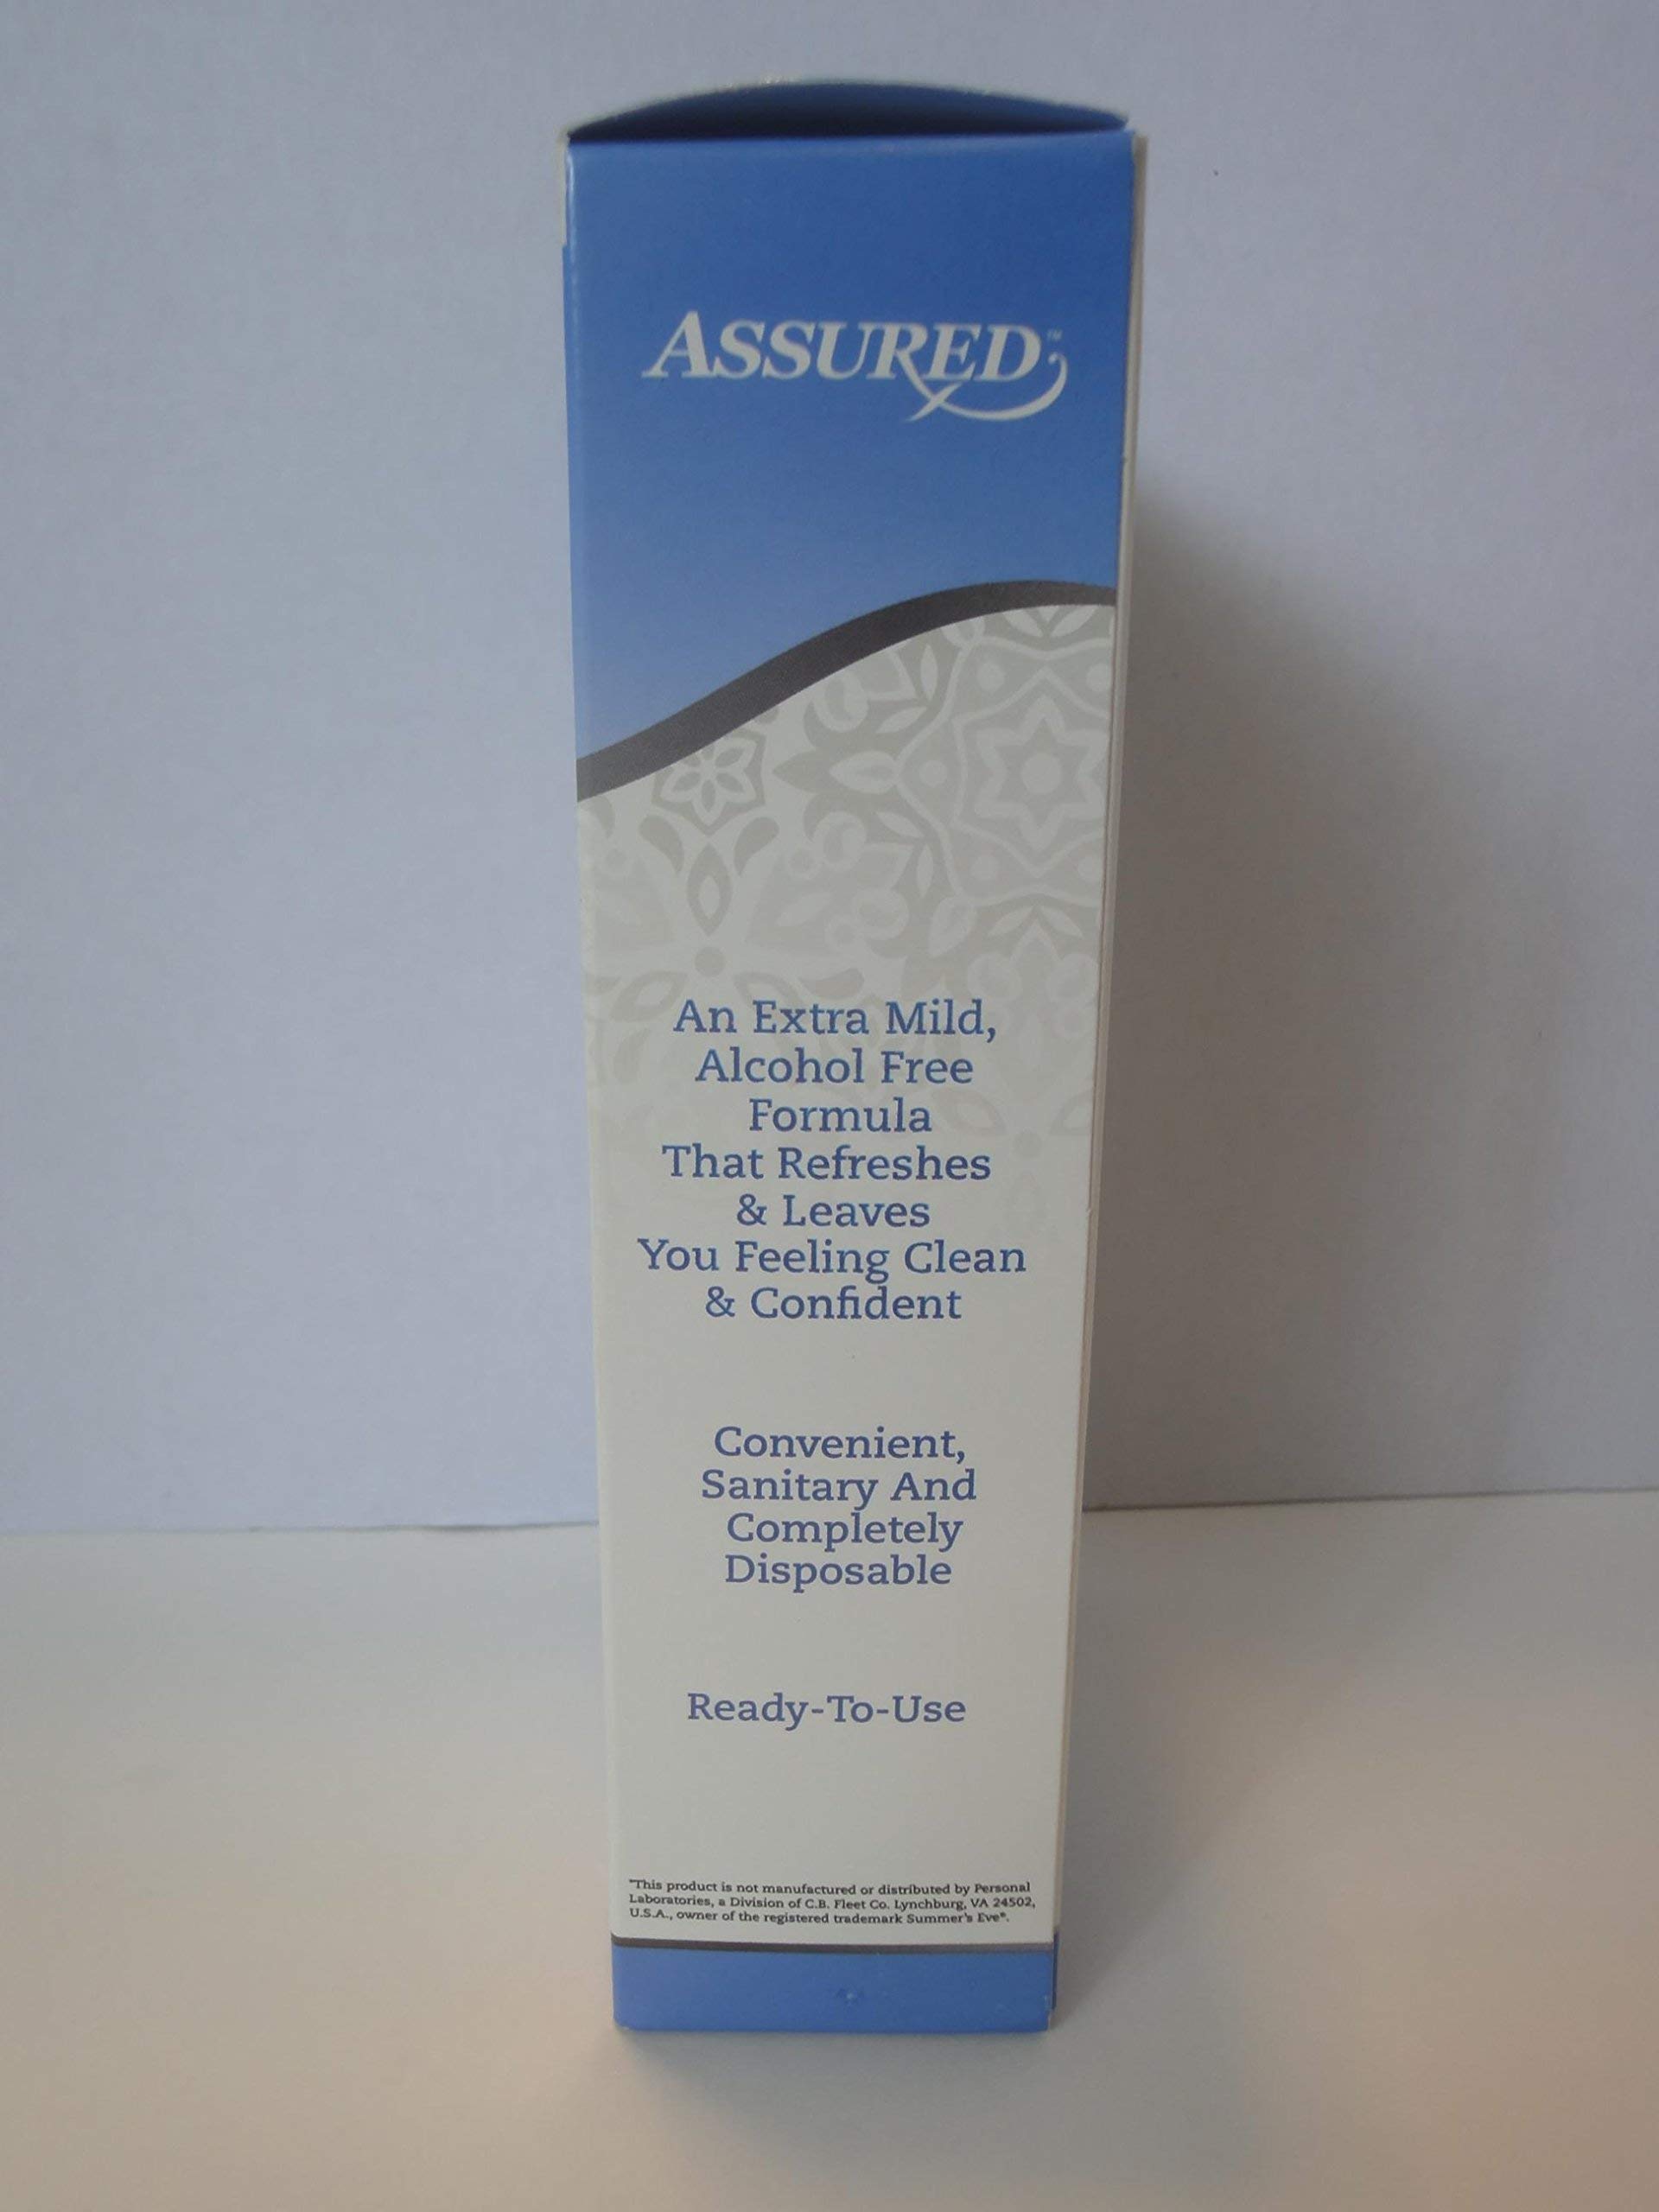 ASSURED™
An Extra Mild,
Alcohol Free
Formula
That Refreshes
& Leaves
You Feeling Clean
& Confident
Convenient,
Sanitary And
Completely
Disposable
Ready-To-Use
*This product is not manufactured or distributed by Personal
Laboratories, a Division of C.B. Fleet Co. Lynchburg, VA 24502,
U.S.A., owner of the registered trademark Summer's Eve®.